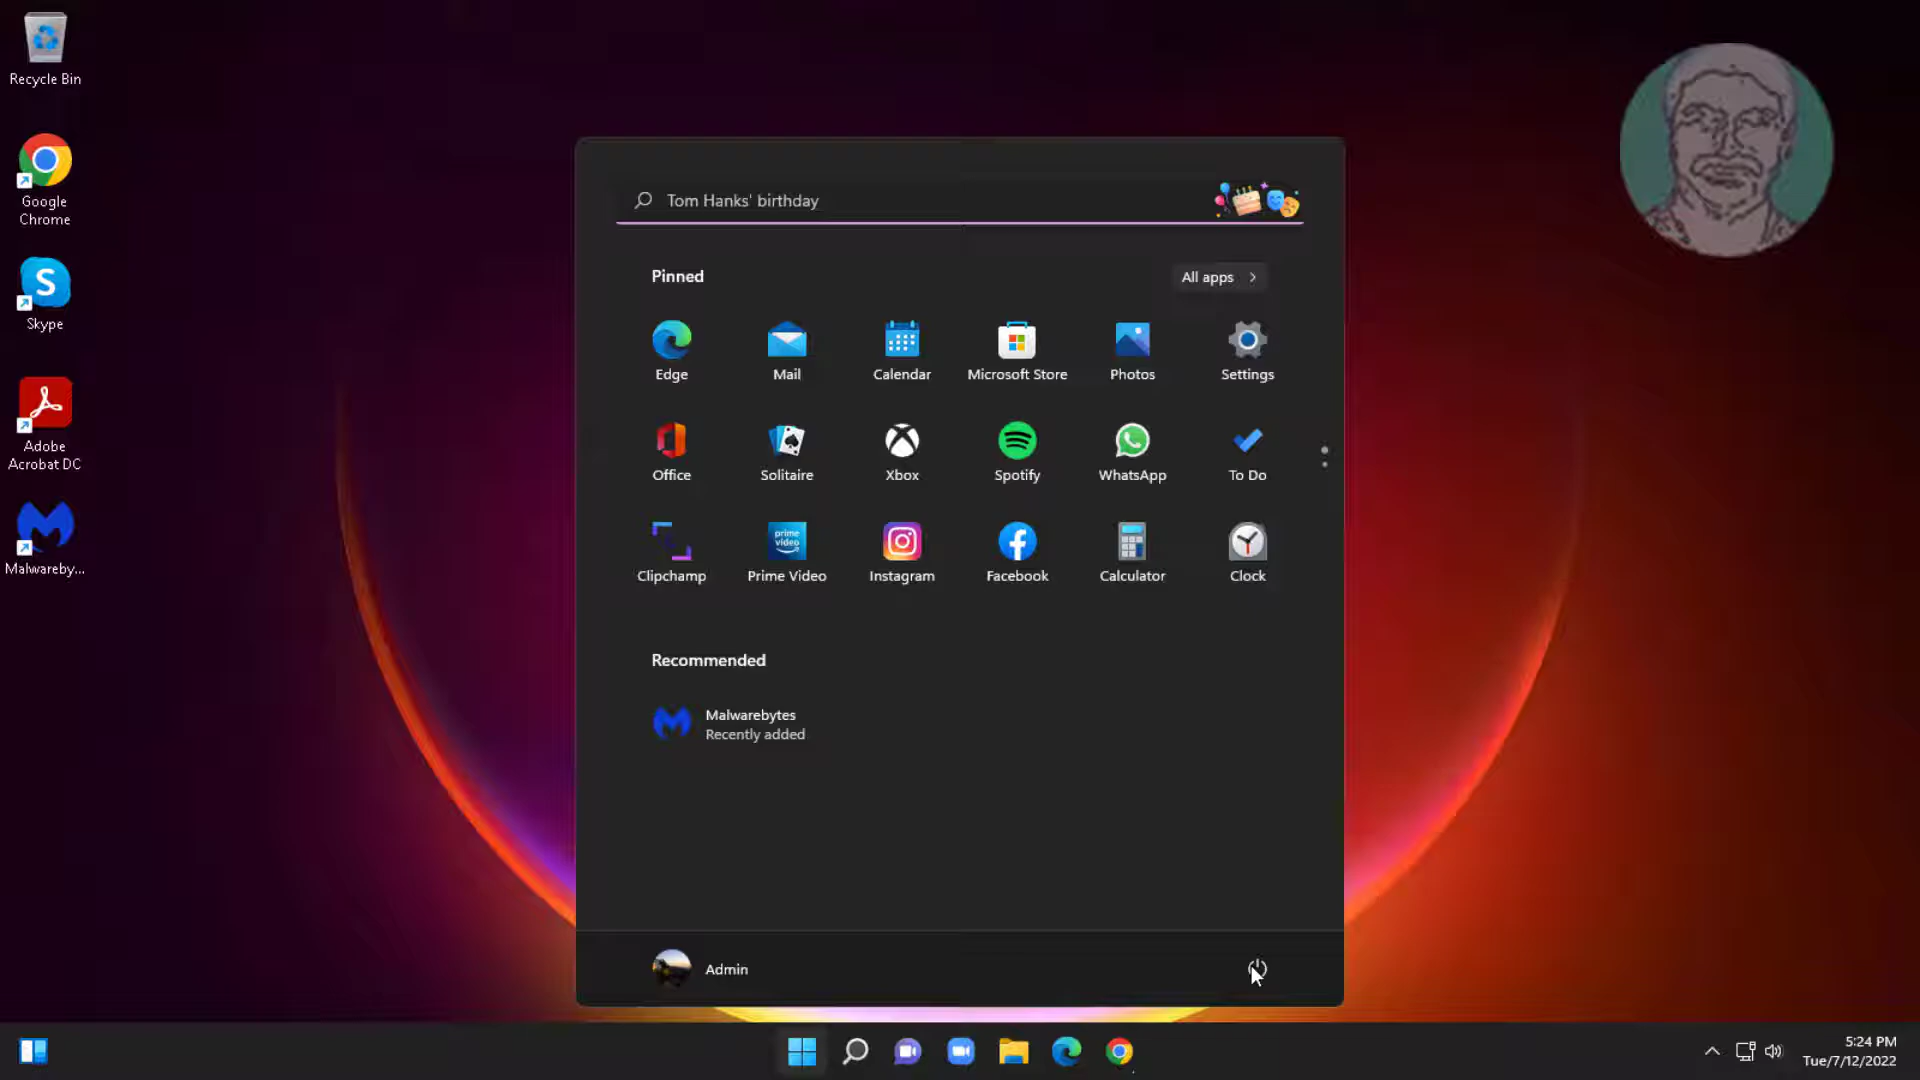 Recycle Bin
Google
Chrome
S
Skype
Adobe
Acrobat DC
Malwareby...
Tom Hanks' birthday
Pinned
All apps
Edge
Mail
Calendar
Microsoft Store
Photos
Settings
Office
Solitaire
Xbox
Spotify
WhatsApp
To Do
prime
video
Clipchamp
Prime Video
Instagram
Facebook
Calculator
Clock
Recommended
Malwarebytes
Recently added
Admin
5:24 PM
Tue/7/12/2022